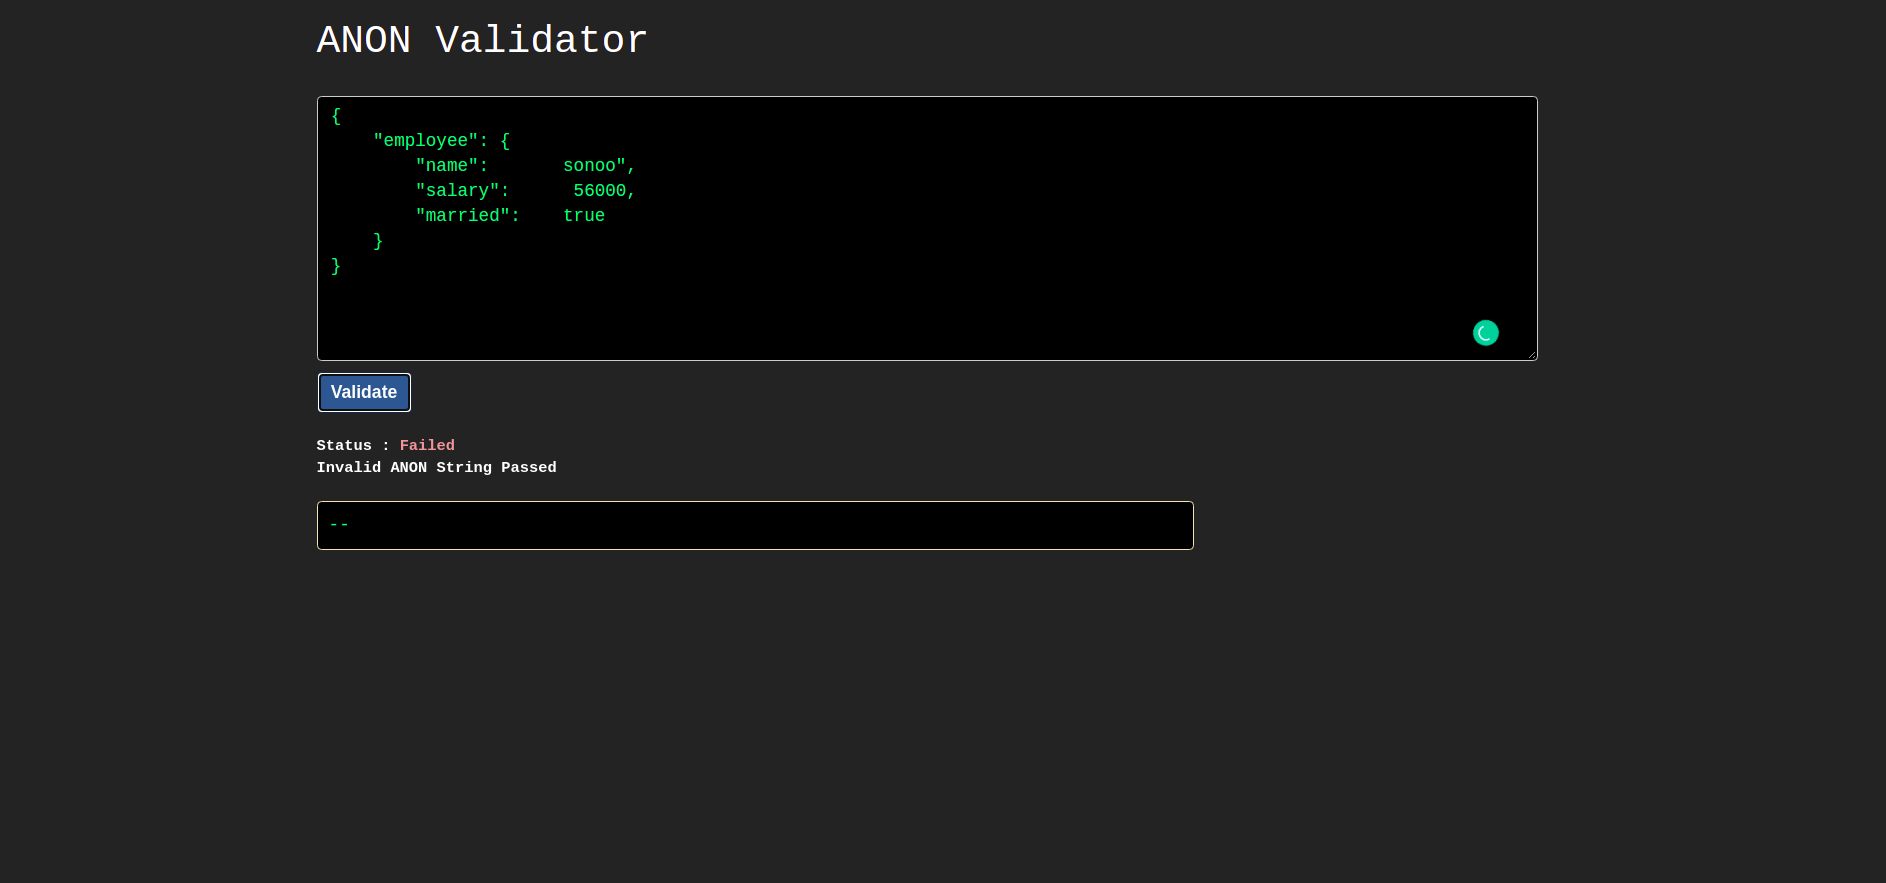 ANON Validator
{
    "employee": {
        "name":       sonoo",
        "salary":      56000,
        "married":    true
    }
}
Validate
Status : Failed
Invalid ANON String Passed
--